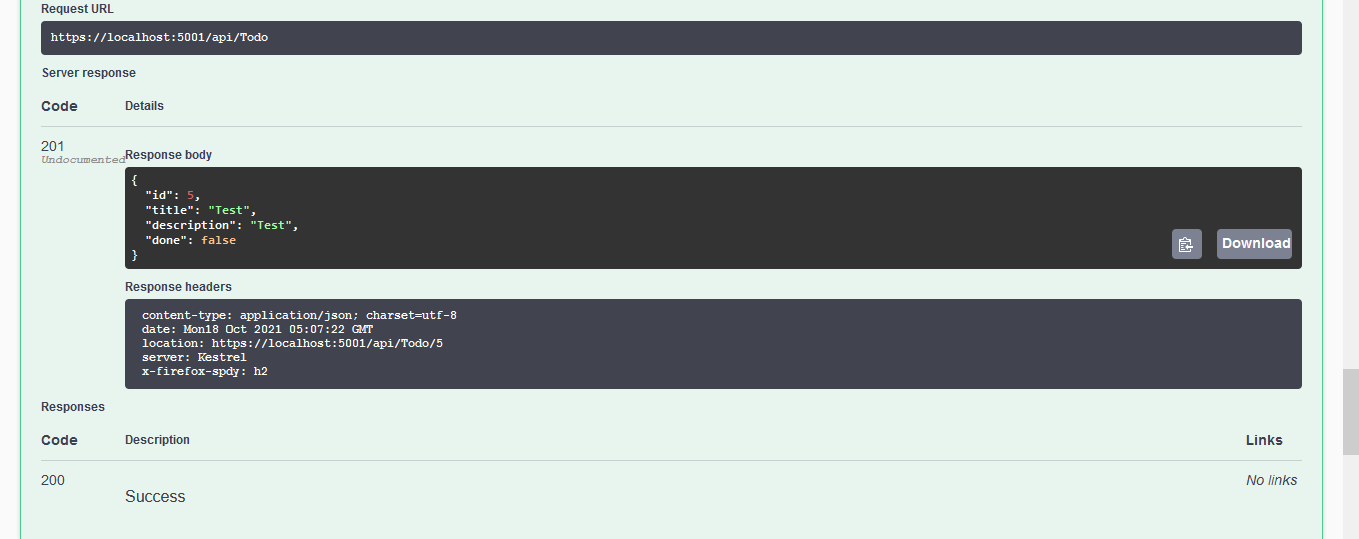 Request URL
https://localhost:5001/api/Todo
Server response
Code Details
201
Undocumented
Response body
{
"id": 5,
"title": "Test",
"description": "Test",
"done": false
}
Download
Response headers
content-type: application/json; charset=utf-8
date: Mon18 Oct 2021 05:07:22 GMT
location: https://localhost:5001/api/Todo/5
server: Kestrel
x-firefox-spdy: h2
Responses
Code Description Links
200 No links
Success